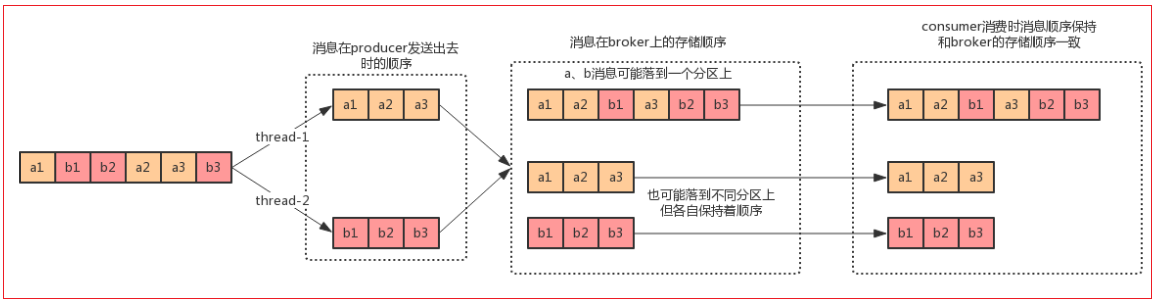 消息在producer发送出去
时的顺序
消息在broker上的存储顺序
consumer消费时消息顺序保持
和broker的存储顺序一致
a、b消息可能落到一个分区上
a1 b1 b2 a2 a3 b3
thread-1
thread-2
a1 a2 a3
b1 b2 b3
a1 a2 b1 a3 b2 b3
a1 a2 a3
也可能落到不同分区上
但各自保持着顺序
b1 b2 b3
a1 a2 b1 a3 b2 b3
a1 a2 a3
b1 b2 b3